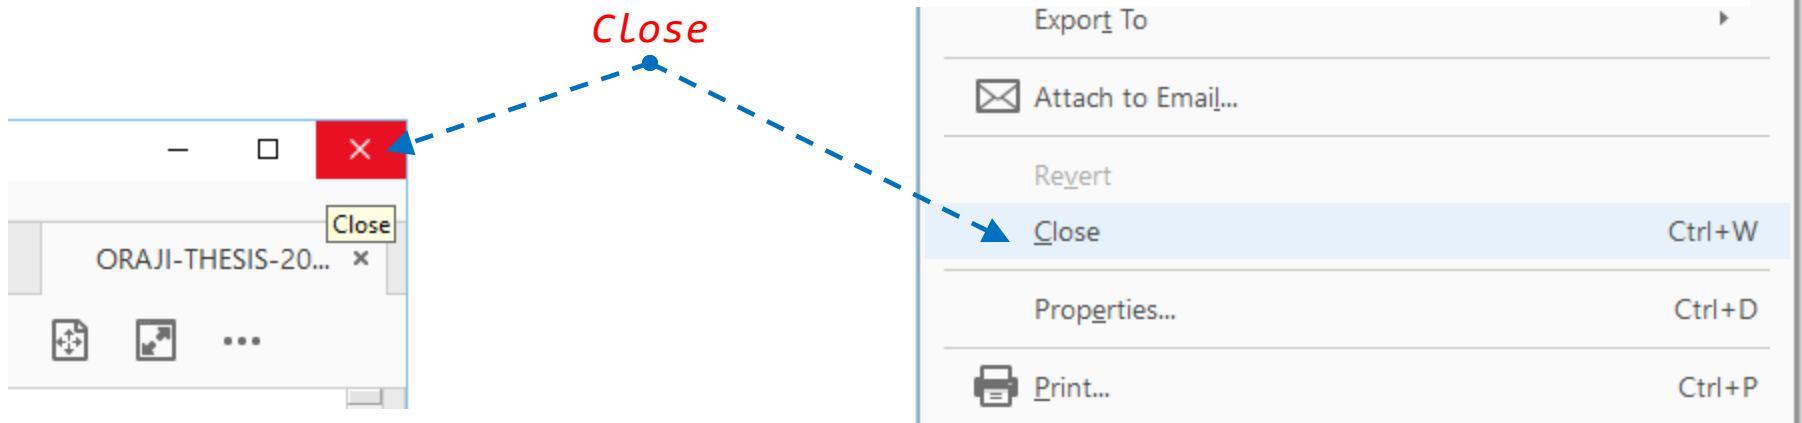 Close
Close
ORAJI-THESIS-20...
Export To
Attach to Email...
Revert
Close Ctrl+W
Properties... Ctrl+D
Print... Ctrl+P